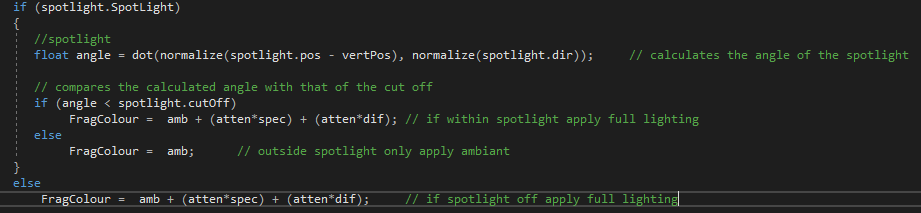 if (spotlight.SpotLight)
{
//spotlight
float angle = dot(normalize(spotlight.pos - vertPos), normalize(spotlight.dir)); // calculates the angle of the spotlight
// compares the calculated angle with that of the cut off
if (angle < spotlight.cutOff)
FragColour = amb + (atten*spec) + (atten*dif); // if within spotlight apply full lighting
else
FragColour = amb; // outside spotlight only apply ambiant
}
else
FragColour = amb + (atten*spec) + (atten*dif); // if spotlight off apply full lighting